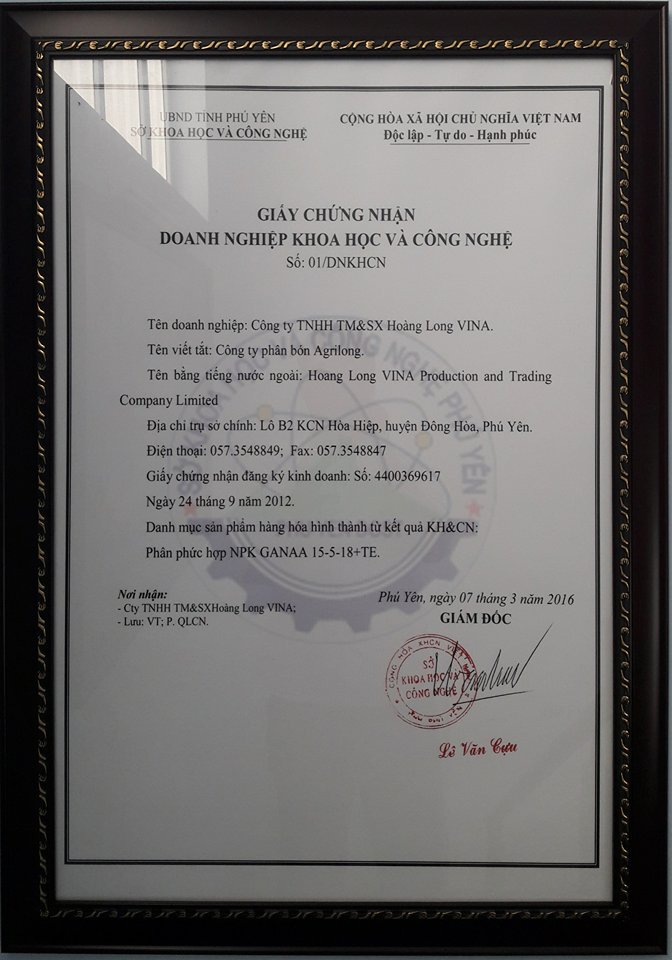 UBND TỈNH PHÚ YÊN
SỞ KHOA HỌC VÀ CÔNG NGHỆ
CỘNG HÒA XÃ HỘI CHỦ NGHĨA VIỆT NAM
Độc lập - Tự do - Hạnh phúc
GIẤY CHỨNG NHẬN
DOANH NGHIỆP KHOA HỌC VÀ CÔNG NGHỆ
Số: 01/DNKHCN
Tên doanh nghiệp: Công ty TNHH TM&SX Hoàng Long VINA.
Tên viết tắt: Công ty phân bón Agrilong.
Tên bằng tiếng nước ngoài: Hoang Long VINA Production and Trading
Company Limited
Địa chỉ trụ sở chính: Lô B2 KCN Hòa Hiệp, huyện Đông Hòa, Phú Yên.
Điện thoại: 057.3548849; Fax: 057.3548847
Giấy chứng nhận đăng ký kinh doanh: Số: 4400369617
Ngày 24 tháng 9 năm 2012.
Danh mục sản phẩm hàng hóa hình thành từ kết quả KH&CN:
Phân phức hợp NPK GANAA 15-5-18+TE.
Nơi nhận:
- Cty TNHH TM&SXHoàng Long VINA;
- Lưu: VT; P. QLCN.
Phú Yên, ngày 07 tháng 3 năm 2016
GIÁM ĐỐC
SỞ
KHOA HỌC VÀ
CÔNG NGHỆ
Lê Văn Cựu
SỞ KHOA HỌC VÀ CÔNG NGHỆ PHÚ YÊN